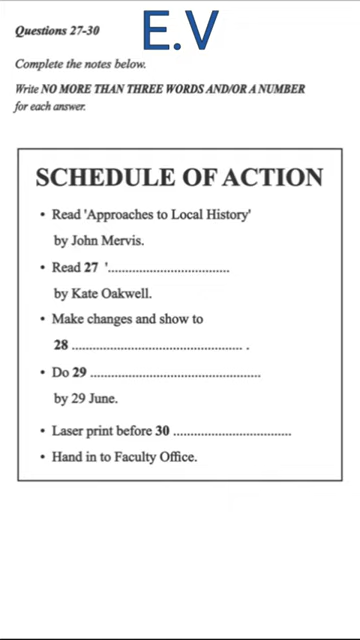 Questions 27-30
E.V
Complete the notes below.
Write NO MORE THAN THREE WORDS AND/OR A NUMBER
for each answer.
SCHEDULE OF ACTION
• Read 'Approaches to Local History'
by John Mervis.
• Read 27 '..................................
by Kate Oakwell.
• Make changes and show to
28 ................................................ .
• Do 29 ................................................
by 29 June.
• Laser print before 30 .................................
• Hand in to Faculty Office.